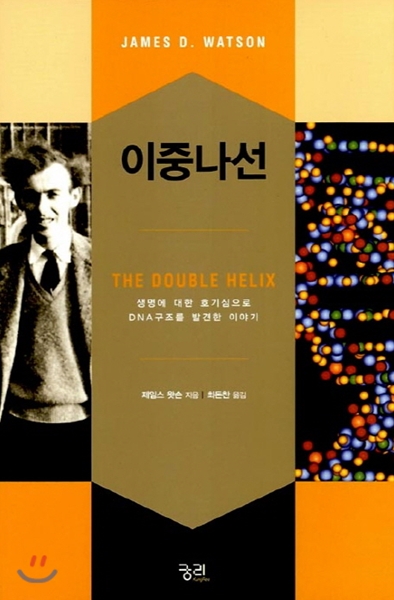 JAMES D. WATSON
이중나선
THE DOUBLE HELIX
생명에 대한 호기심으로
DNA구조를 발견한 이야기
제임스 왓슨 지음 | 최돈찬 옮김
궁리
KungRee